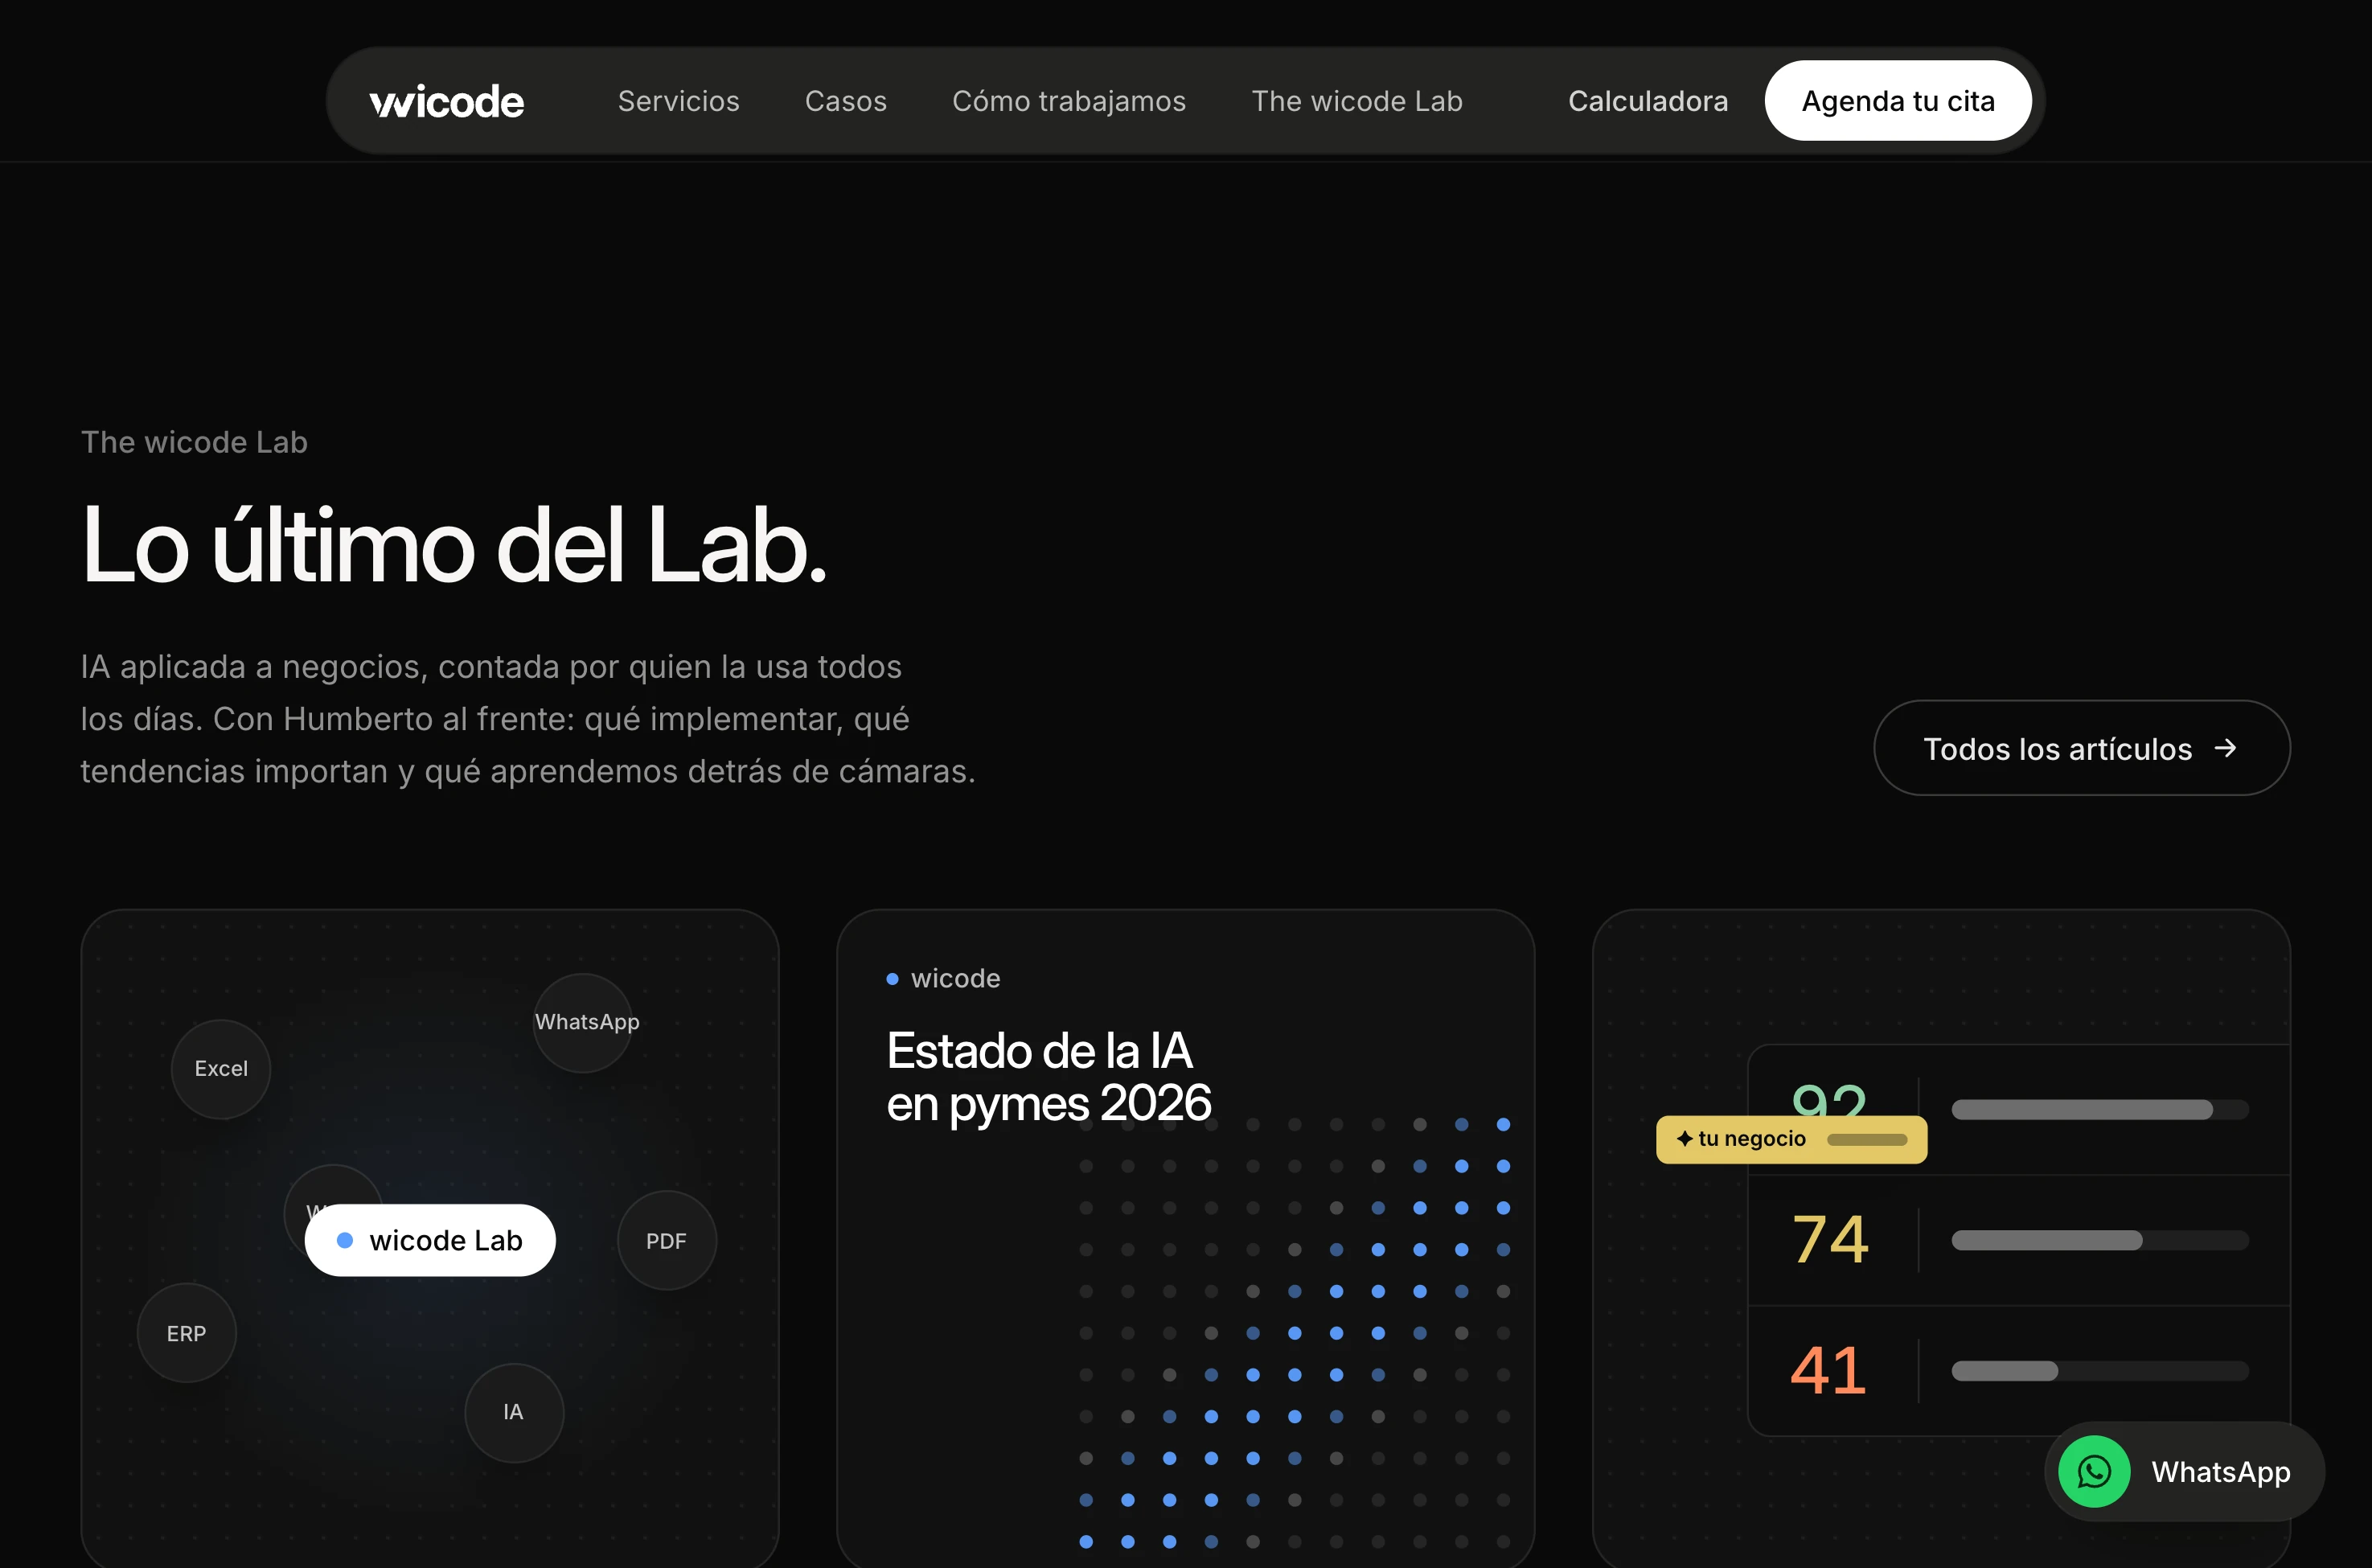 wicode
Servicios
Casos
Cómo trabajamos
The wicode Lab
Calculadora
Agenda tu cita
The wicode Lab
Lo último del Lab.
IA aplicada a negocios, contada por quien la usa todos
los días. Con Humberto al frente: qué implementar, qué
tendencias importan y qué aprendemos detrás de cámaras.
Todos los artículos
Excel
WhatsApp
wicode Lab
PDF
ERP
IA
wicode
Estado de la IA
en pymes 2026
92
tu negocio
74
41
WhatsApp